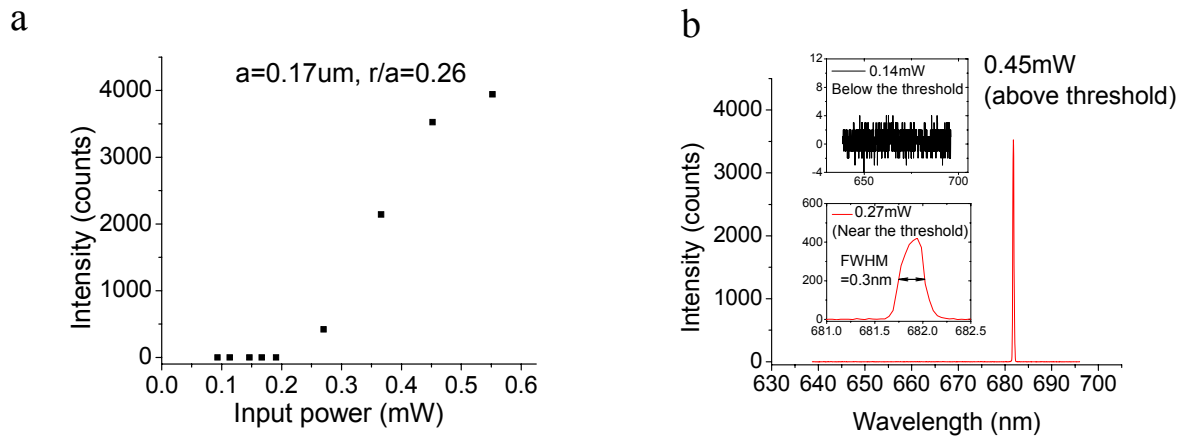 a
a=0.17um, r/a=0.26
4000
3000
2000
1000
0
0.0 0.1 0.2 0.3 0.4 0.5 0.6
Input power (mW)
Intensity (counts)
b
0.45mW
(above threshold)
4000
3000
2000
1000
0
630 640 650 660 670 680 690 700
Wavelength (nm)
Intensity (counts)
12
8
4
0
-4
650 700
0.14mW
Below the threshold
600
400
200
0
681.0 681.5 682.0 682.5
0.27mW
(Near the threshold)
FWHM
=0.3nm